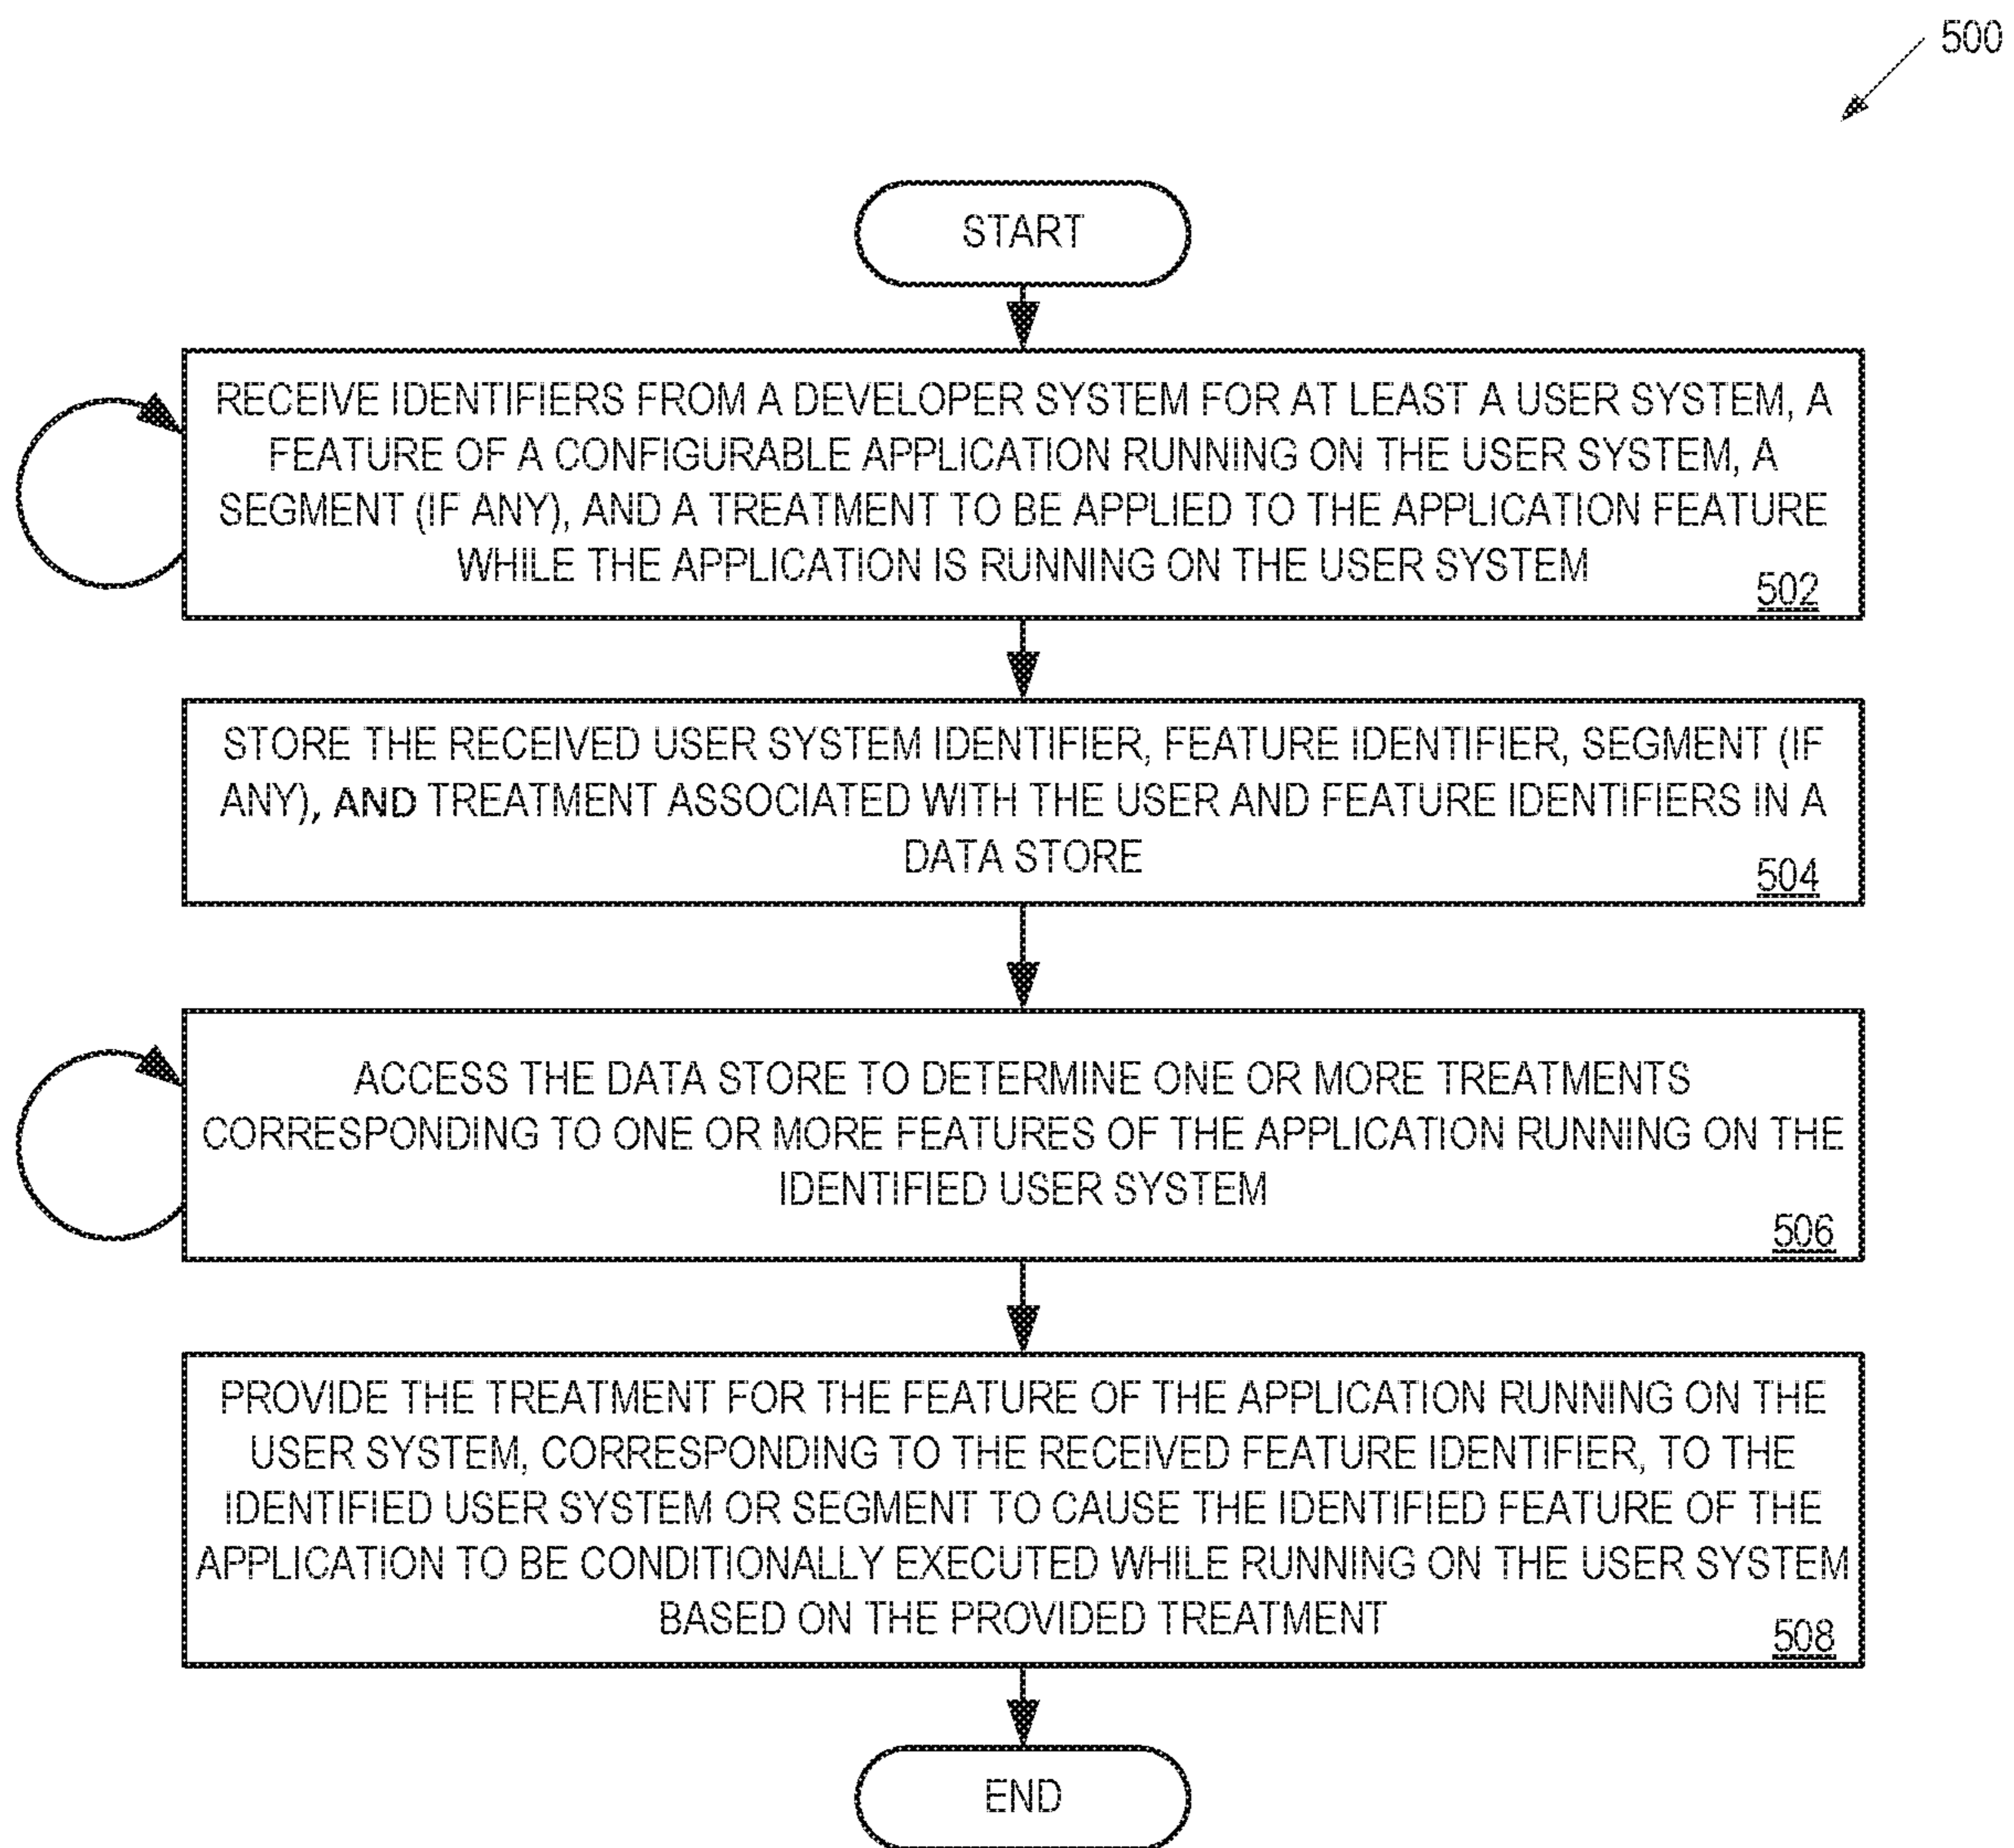 500
START
RECEIVE IDENTIFIERS FROM A DEVELOPER SYSTEM FOR AT LEAST A USER SYSTEM, A
FEATURE OF A CONFIGURABLE APPLICATION RUNNING ON THE USER SYSTEM, A
SEGMENT (IF ANY), AND A TREATMENT TO BE APPLIED TO THE APPLICATION FEATURE
WHILE THE APPLICATION IS RUNNING ON THE USER SYSTEM
502
STORE THE RECEIVED USER SYSTEM IDENTIFIER, FEATURE IDENTIFIER, SEGMENT (IF
ANY), AND TREATMENT ASSOCIATED WITH THE USER AND FEATURE IDENTIFIERS IN A
DATA STORE
504
ACCESS THE DATA STORE TO DETERMINE ONE OR MORE TREATMENTS
CORRESPONDING TO ONE OR MORE FEATURES OF THE APPLICATION RUNNING ON THE
IDENTIFIED USER SYSTEM
506
PROVIDE THE TREATMENT FOR THE FEATURE OF THE APPLICATION RUNNING ON THE
USER SYSTEM, CORRESPONDING TO THE RECEIVED FEATURE IDENTIFIER, TO THE
IDENTIFIED USER SYSTEM OR SEGMENT TO CAUSE THE IDENTIFIED FEATURE OF THE
APPLICATION TO BE CONDITIONALLY EXECUTED WHILE RUNNING ON THE USER SYSTEM
BASED ON THE PROVIDED TREATMENT
508
END